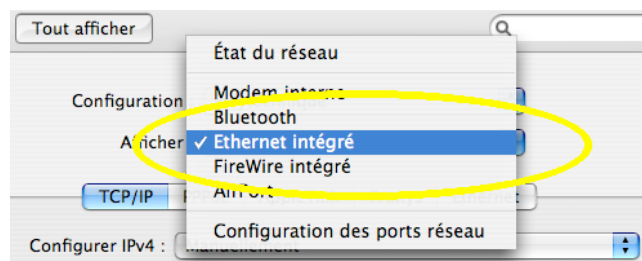 Tout afficher
État du réseau
Configuration
Modem interne
Bluetooth
Afficher ✓ Ethernet intégré
FireWire intégré
AirPort
TCP/IP
Configuration des ports réseau
Configurer IPv4 : Manuellement